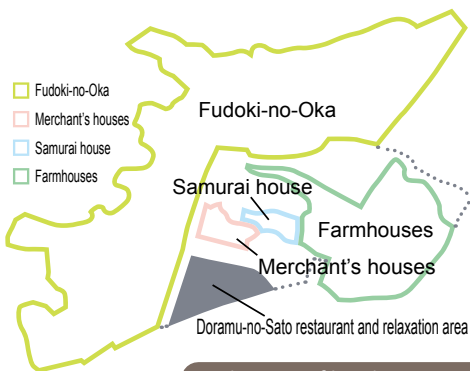 Fudoki-no-Oka
Merchant's houses
Samurai house
Farmhouses
Fudoki-no-Oka
Samurai house
Farmhouses
Merchant's houses
Doramu-no-Sato restaurant and relaxation area